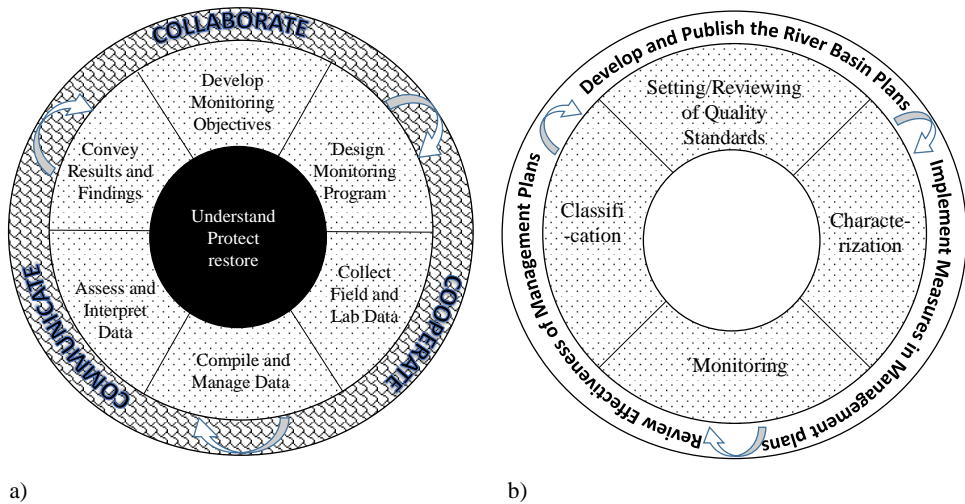 COLLABORATE
Develop
Monitoring
Objectives
´Design
Monitoring
Program
Collect
Field and
Lab Data
´Compile and
Manage Data
Assess and
Interpret Data
Convey
Results and
Findings
Understand
Protect
restore
COOPERATE
COMMUNICATE
a)
Develop and Publish the River Basin Plans
Setting/Reviewing
of Quality
Standards
Characte-
rization
´Monitoring
Classifi
-cation
Implement Measures in Management plans
Review Effectiveness of Management Plans
b)